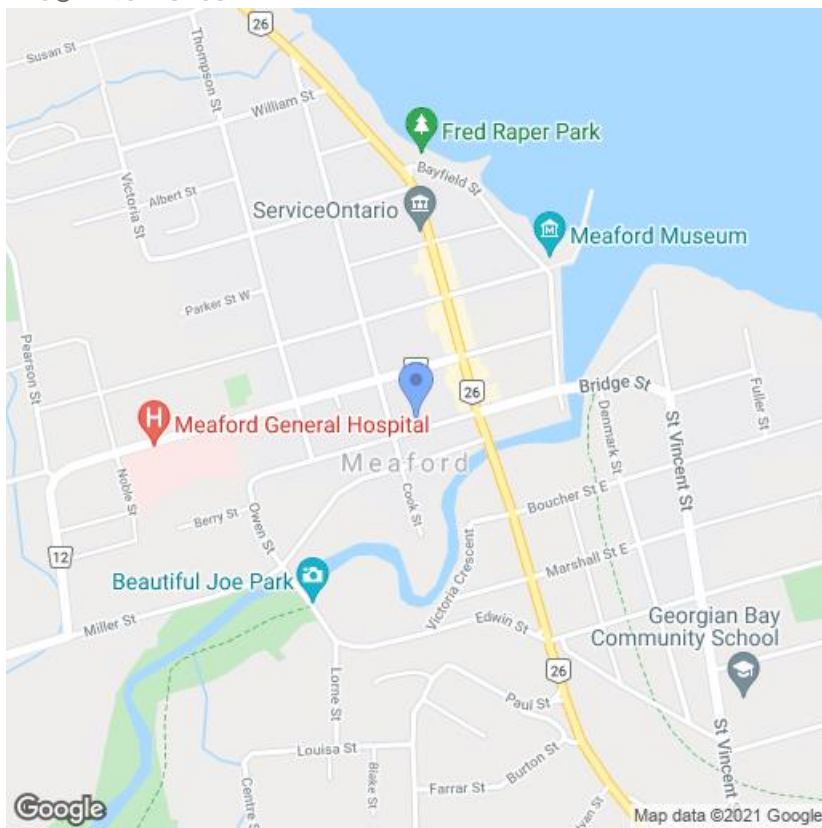 26
Susan St
Thompson St
William St
Fred Raper Park
Bayfield St
Albert St
Victoria St
ServiceOntario
Meaford Museum
Parker St W
Pearson St
26
Bridge St
Fuller St
Denmark St
St Vincent St
H
Meaford General Hospital
Meaford
Noble St
Cook St
Berry St
Owen St
Boucher St E
12
Marshall St E
Victoria Crescent
Beautiful Joe Park
Miller St
Edwin St
Georgian Bay
Community School
26
Lorne St
Paul St
St Vincent St
Louisa St
Blake St
Burton St
Centre St
Farrar St
Google
Map data ©2021 Google